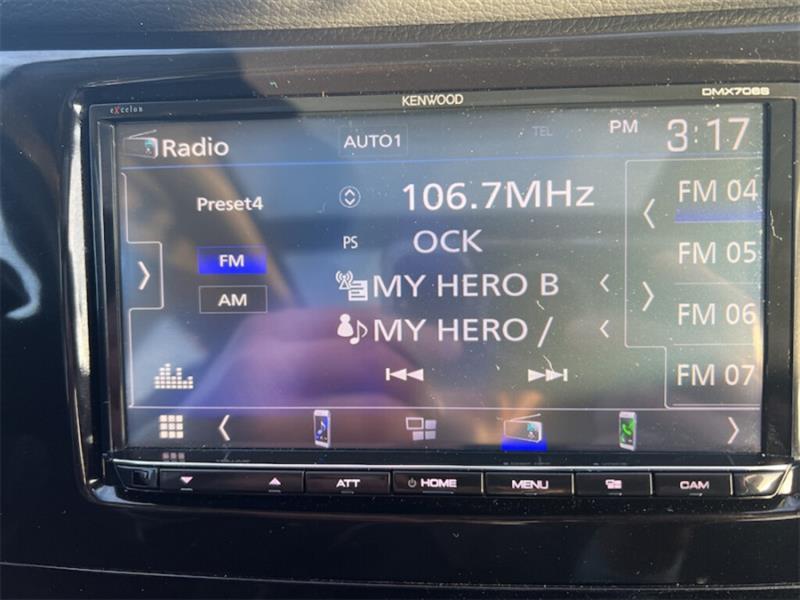 eXcelon
KENWOOD
DMX706S
Radio
AUTO1
TEL
PM 3:17
Preset4
106.7MHz
FM 04
PS
OCK
FM
FM 05
MY HERO B
AM
FM 06
MY HERO /
FM 07
ATT
HOME
MENU
CAM